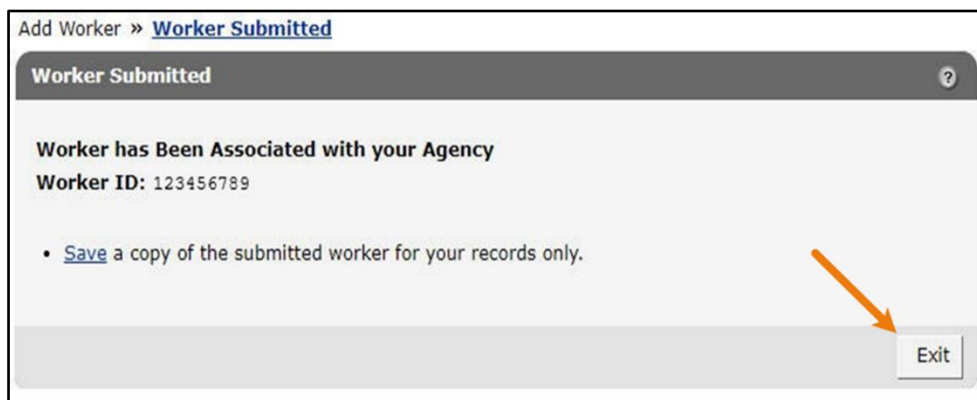 Add Worker » Worker Submitted
Worker Submitted ?
Worker has Been Associated with your Agency
Worker ID: 123456789
• Save a copy of the submitted worker for your records only.
Exit